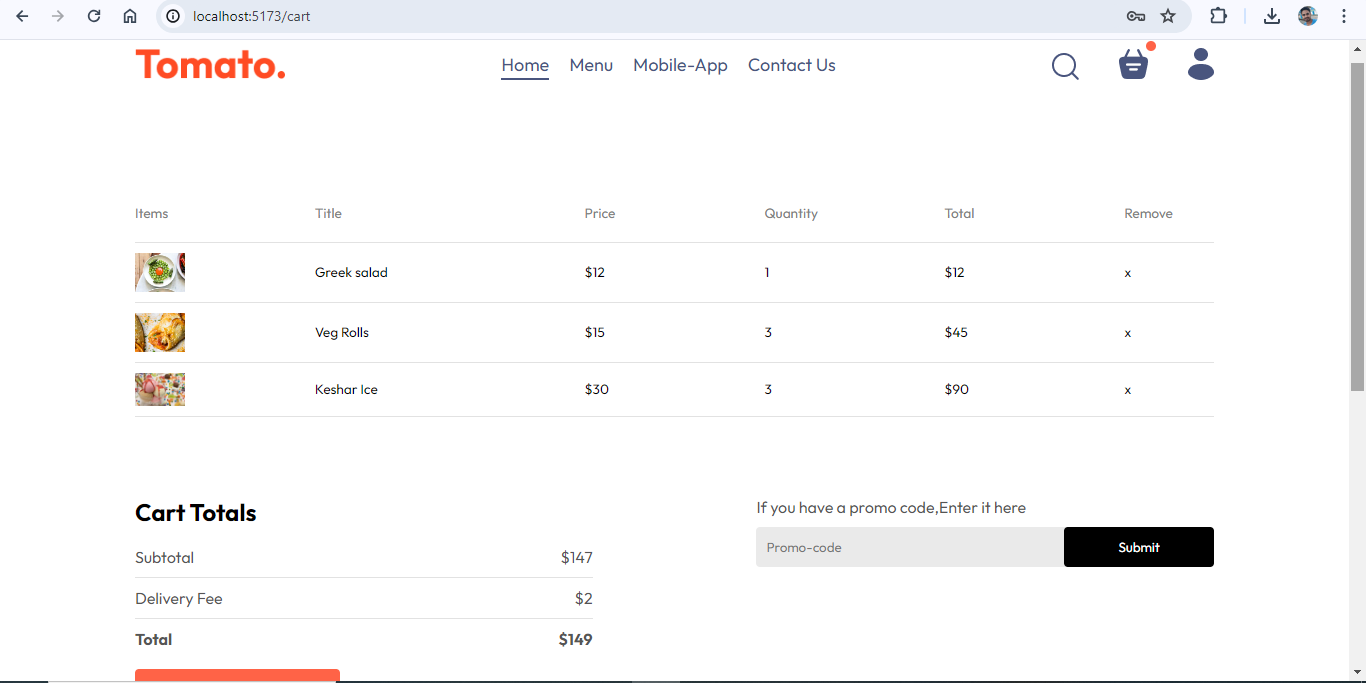 localhost:5173/cart
Tomato. Home Menu Mobile-App Contact Us
Items Title Price Quantity Total Remove
Greek salad $12 1 $12 x
Veg Rolls $15 3 $45 x
Keshar Ice $30 3 $90 x
Cart Totals
Subtotal $147
Delivery Fee $2
Total $149
If you have a promo code,Enter it here
Promo-code Submit